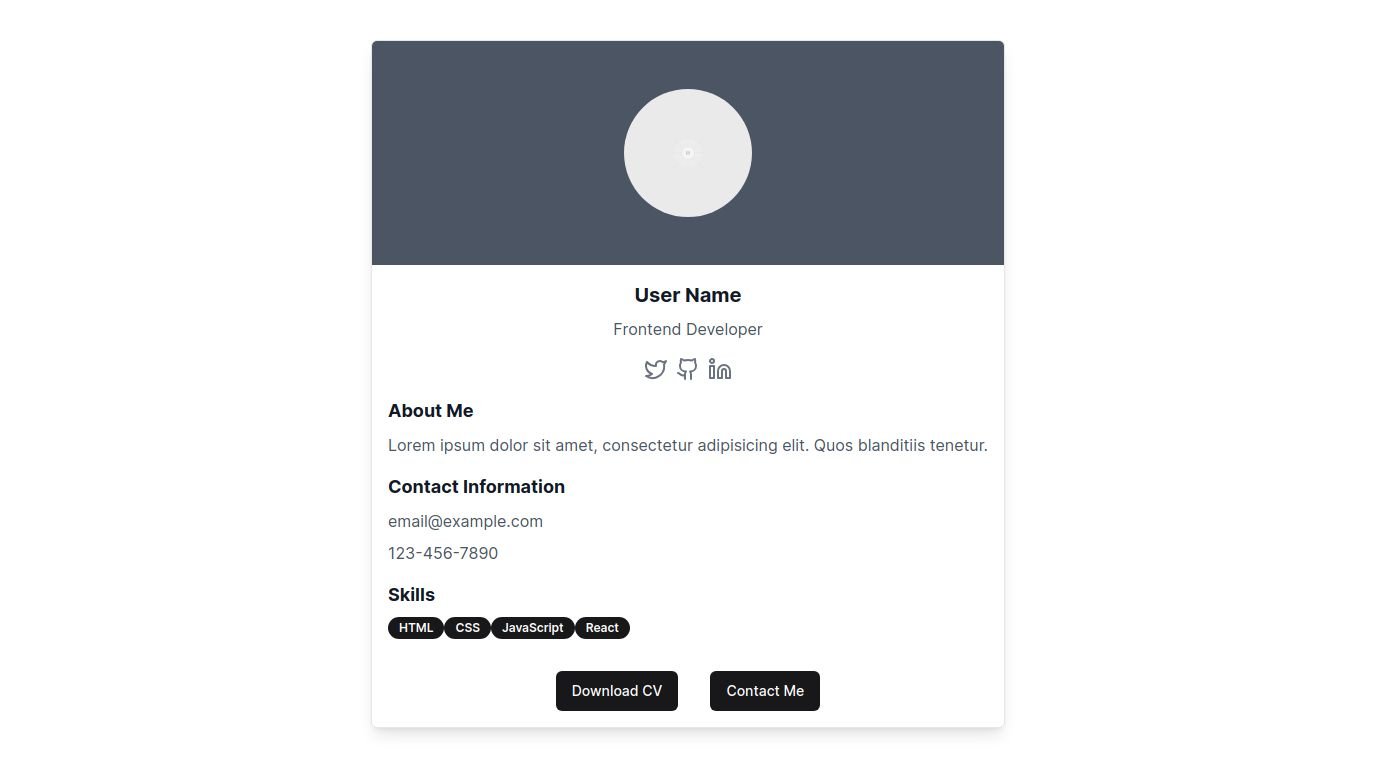 User Name
Frontend Developer
About Me
Lorem ipsum dolor sit amet, consectetur adipisicing elit. Quos blanditiis tenetur.
Contact Information
email@example.com
123-456-7890
Skills
HTML CSS JavaScript React
Download CV Contact Me